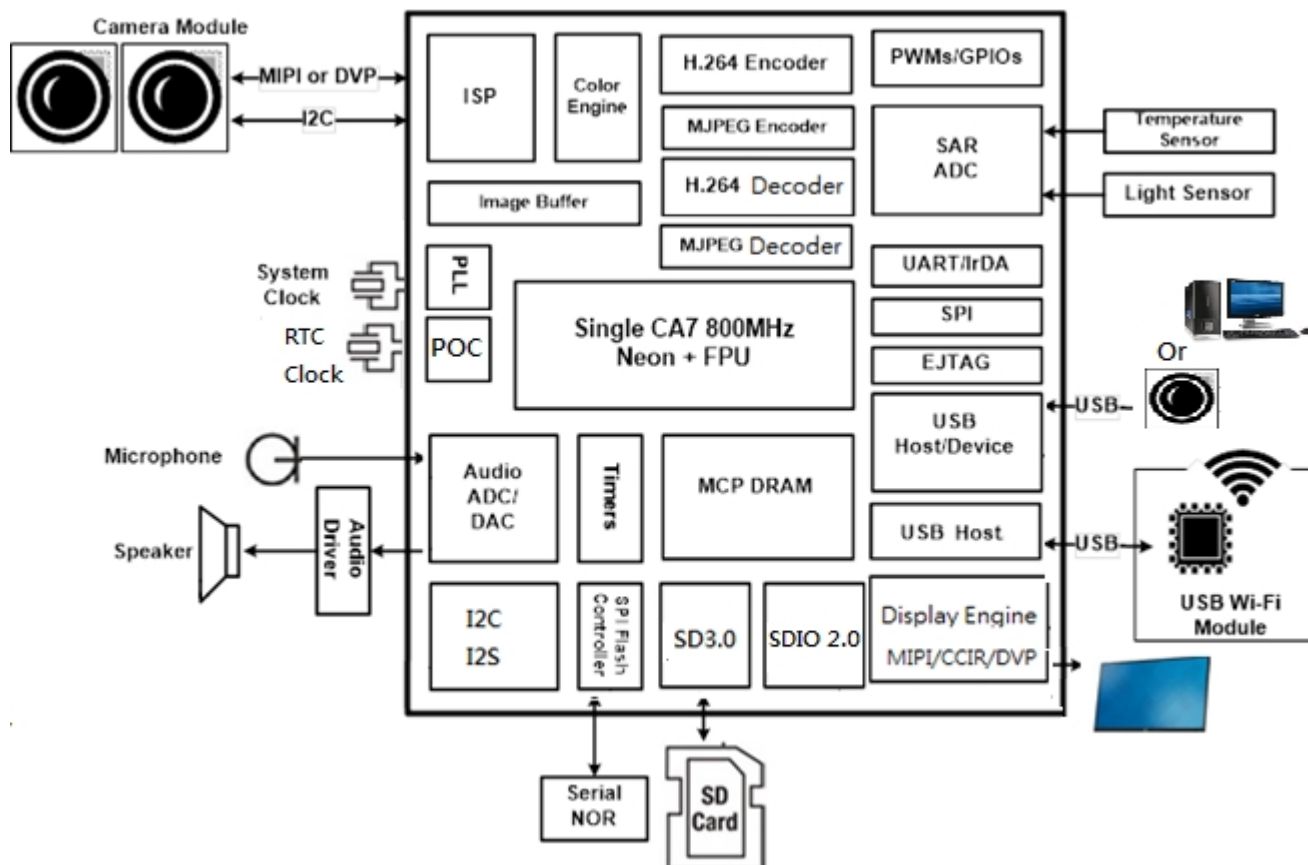 Camera Module
MIPI or DVP
I2C
ISP
Color
Engine
H.264 Encoder
MJPEG Encoder
H.264 Decoder
MJPEG Decoder
Image Buffer
PWMs/GPIOs
SAR
ADC
Temperature
Sensor
Light Sensor
System
Clock
PLL
RTC
Clock
POC
Single CA7 800MHz
Neon + FPU
UART/IrDA
SPI
EJTAG
USB
Host/Device
USB
Or
Microphone
Speaker
Audio
Driver
Audio
ADC/
DAC
Timers
MCP DRAM
USB Host
USB
USB Wi-Fi
Module
I2C
I2S
SPI Flash
Controller
SD3.0
SDIO 2.0
Display Engine
MIPI/CCIR/DVP
Serial
NOR
SD
Card